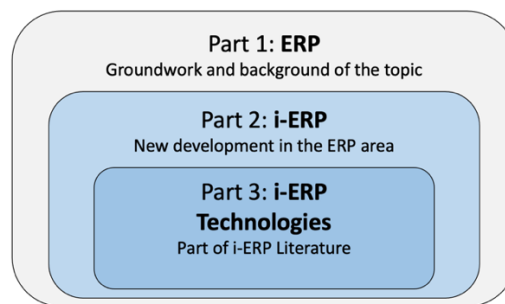 Part 1: ERP
Groundwork and background of the topic
Part 2: i-ERP
New development in the ERP area
Part 3: i-ERP
Technologies
Part of i-ERP Literature